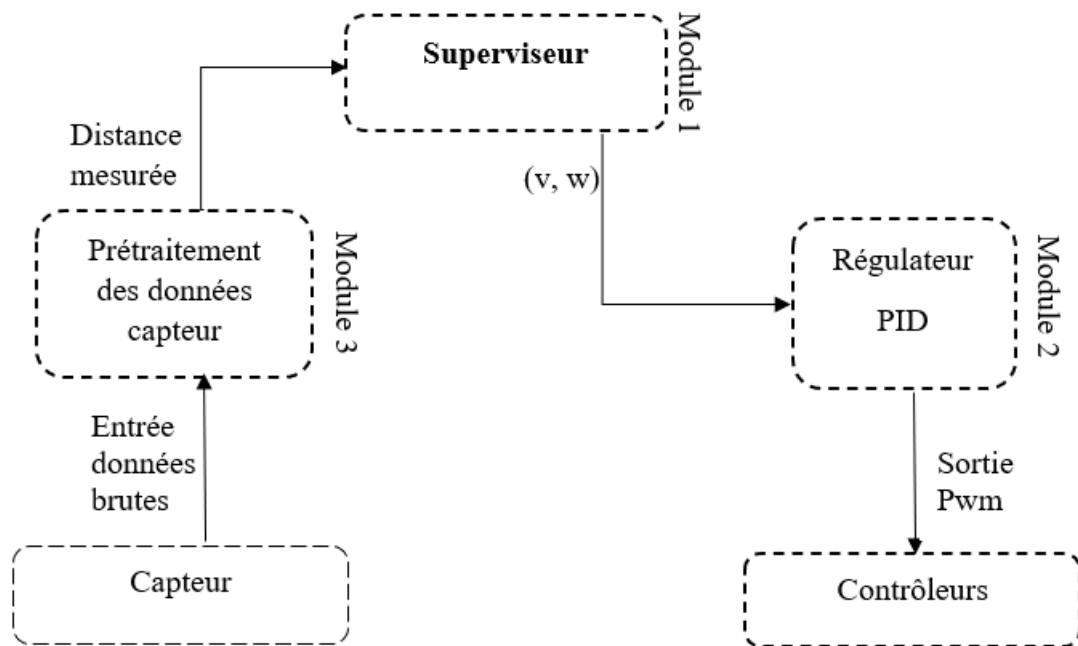 Superviseur
Module 1
Distance
mesurée
(v, w)
Prétraitement
des données
capteur
Module 3
Régulateur
PID
Module 2
Entrée
données
brutes
Sortie
Pwm
Capteur
Contrôleurs